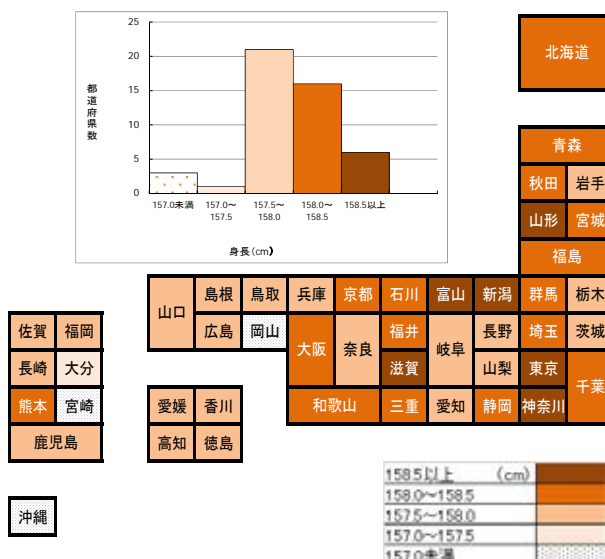 25
20
15
10
5
0
都道府県数
157.0未満 157.0～157.5 157.5～158.0 158.0～158.5 158.5以上
身長(cm)
北海道
青森
秋田 岩手
山形 宮城
福島
山口 島根 鳥取 兵庫 京都 石川 富山 新潟 群馬 栃木
佐賀 福岡 広島 岡山 大阪 奈良 福井 岐阜 長野 埼玉 茨城
長崎 大分 滋賀 山梨 東京 千葉
熊本 宮崎 愛媛 香川 和歌山 三重 愛知 静岡 神奈川
鹿児島 高知 徳島
沖縄
158.5以上 (cm)
158.0～158.5
157.5～158.0
157.0～157.5
157.0未満